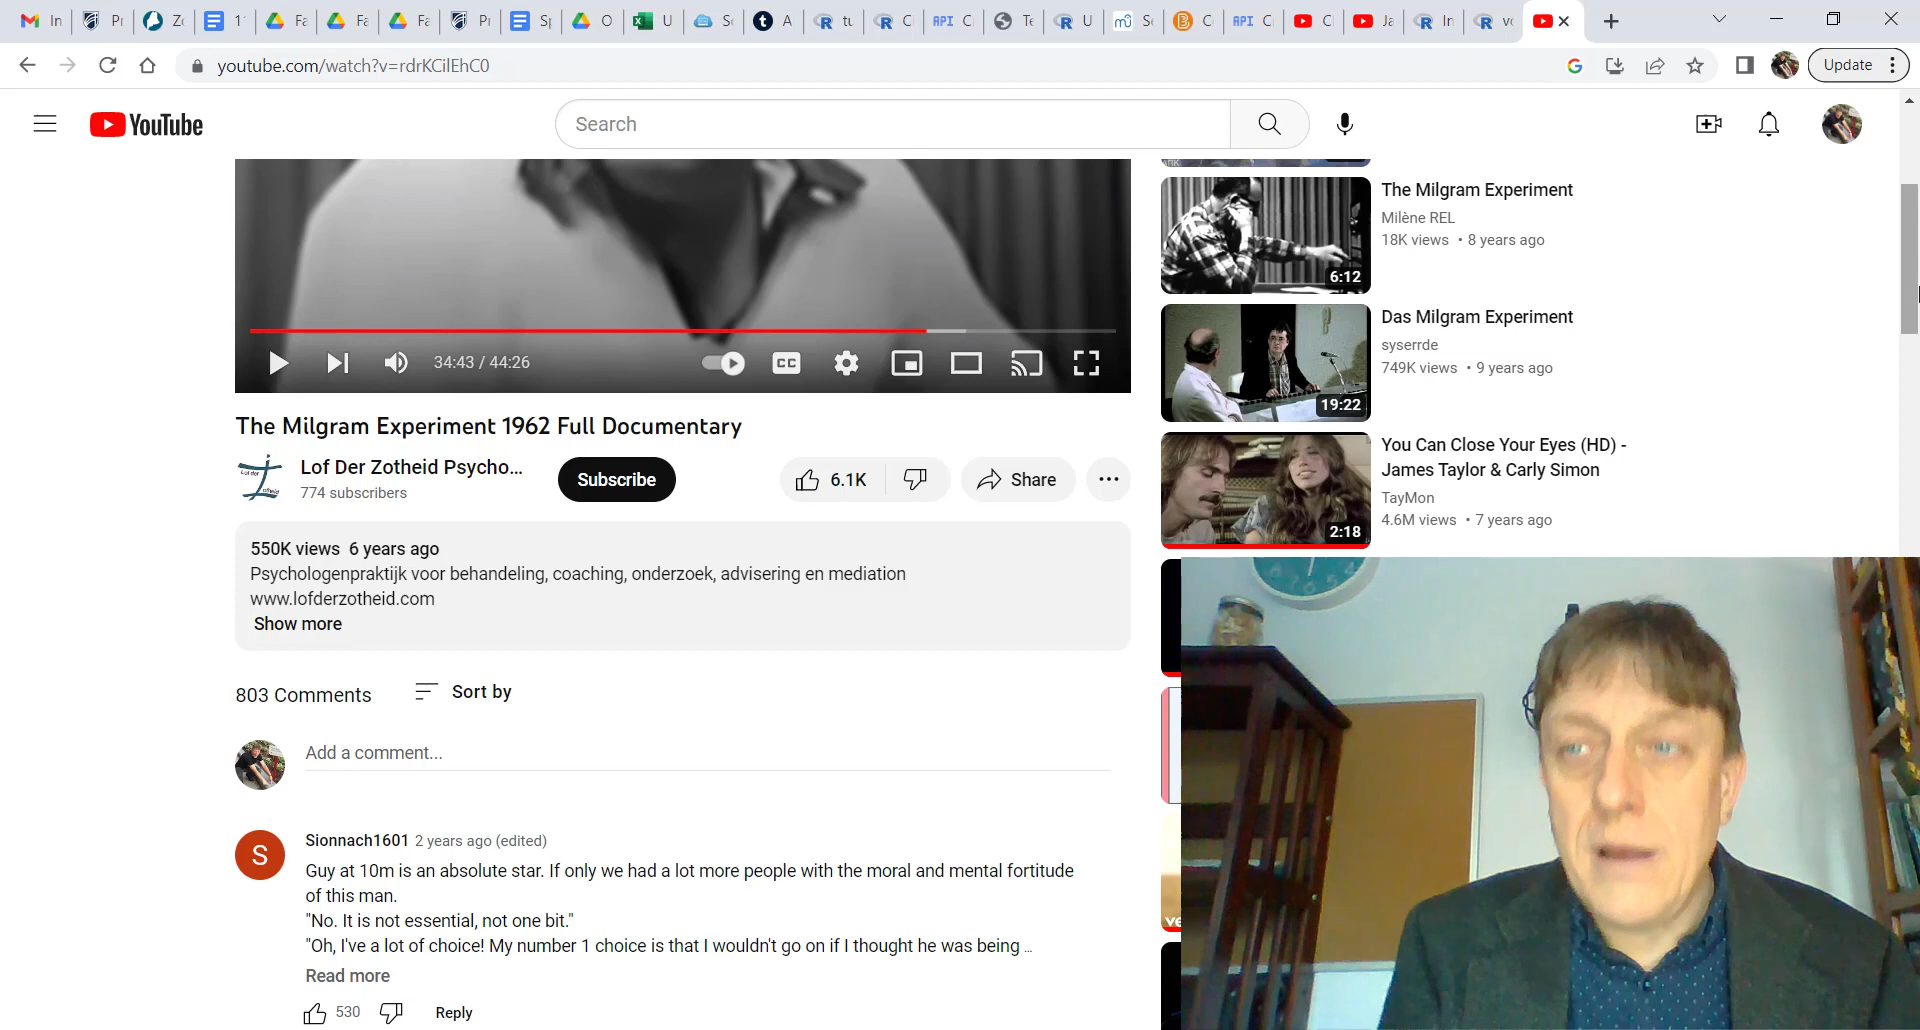 youtube.com/watch?v=rdrKCilEhC0
Update
YouTube
Search
34:43 / 44:26
CC
The Milgram Experiment 1962 Full Documentary
Lof Der Zotheid Psycho...
774 subscribers
Subscribe
6.1K
Share
550K views 6 years ago
Psychologenpraktijk voor behandeling, coaching, onderzoek, advisering en mediation
www.lofderzotheid.com
Show more
803 Comments
Sort by
Add a comment...
S
Sionnach1601 2 years ago (edited)
Guy at 10m is an absolute star. If only we had a lot more people with the moral and mental fortitude
of this man.
"No. It is not essential, not one bit."
"Oh, I've a lot of choice! My number 1 choice is that I wouldn't go on if I thought he was being ...
Read more
530
Reply
The Milgram Experiment
Milène REL
18K views • 8 years ago
6:12
Das Milgram Experiment
syserrde
749K views • 9 years ago
19:22
You Can Close Your Eyes (HD) -
James Taylor & Carly Simon
TayMon
4.6M views • 7 years ago
2:18